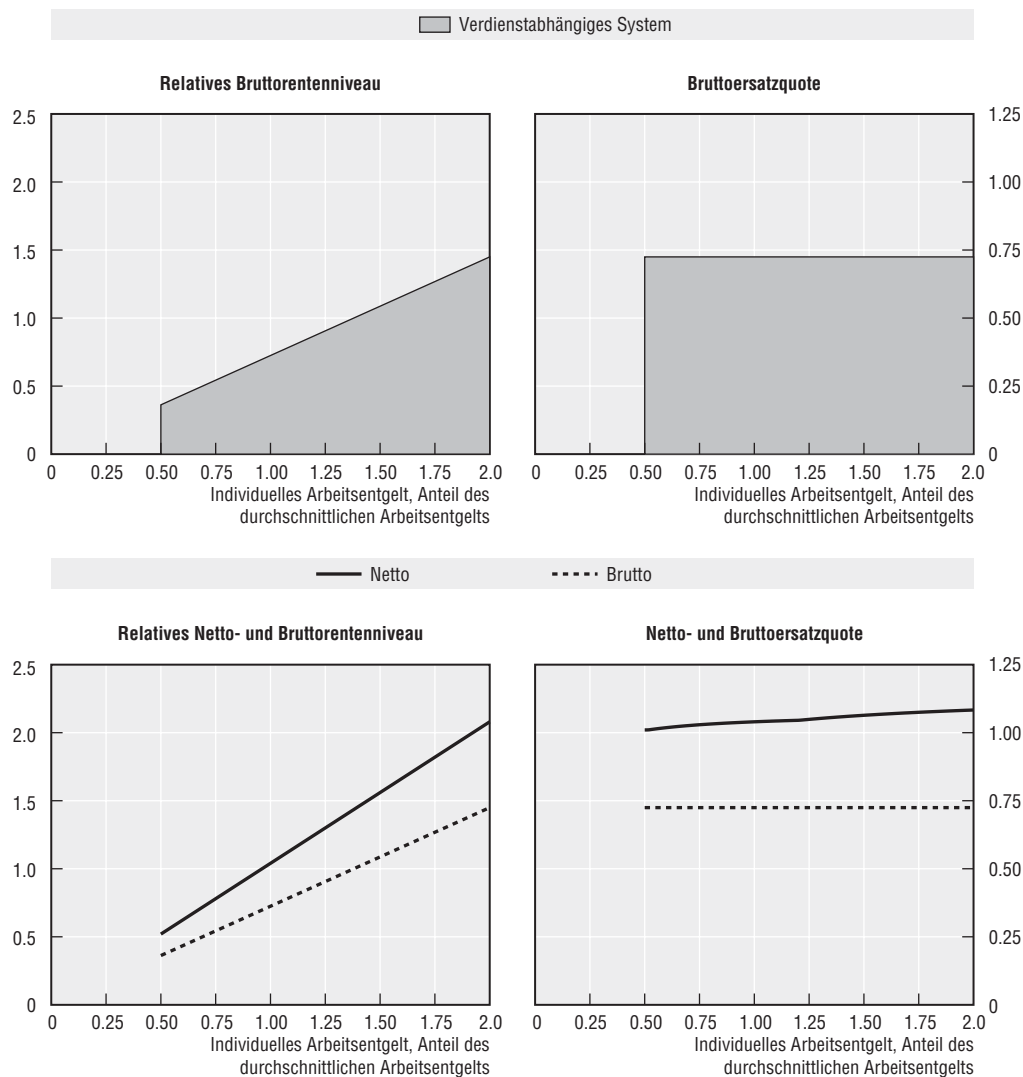 Verdienstabhängiges System
Relatives Bruttorentenniveau
2.5
2.0
1.5
1.0
0.5
0
0 0.25 0.50 0.75 1.00 1.25 1.50 1.75 2.0
Individuelles Arbeitsentgelt, Anteil des
durchschnittlichen Arbeitsentgelts
Bruttoersatzquote
1.25
1.00
0.75
0.50
0.25
0
0 0.25 0.50 0.75 1.00 1.25 1.50 1.75 2.0
Individuelles Arbeitsentgelt, Anteil des
durchschnittlichen Arbeitsentgelts
Netto Brutto
Relatives Netto- und Bruttorentenniveau
2.5
2.0
1.5
1.0
0.5
0
0 0.25 0.50 0.75 1.00 1.25 1.50 1.75 2.0
Individuelles Arbeitsentgelt, Anteil des
durchschnittlichen Arbeitsentgelts
Netto- und Bruttoersatzquote
1.25
1.00
0.75
0.50
0.25
0
0 0.25 0.50 0.75 1.00 1.25 1.50 1.75 2.0
Individuelles Arbeitsentgelt, Anteil des
durchschnittlichen Arbeitsentgelts